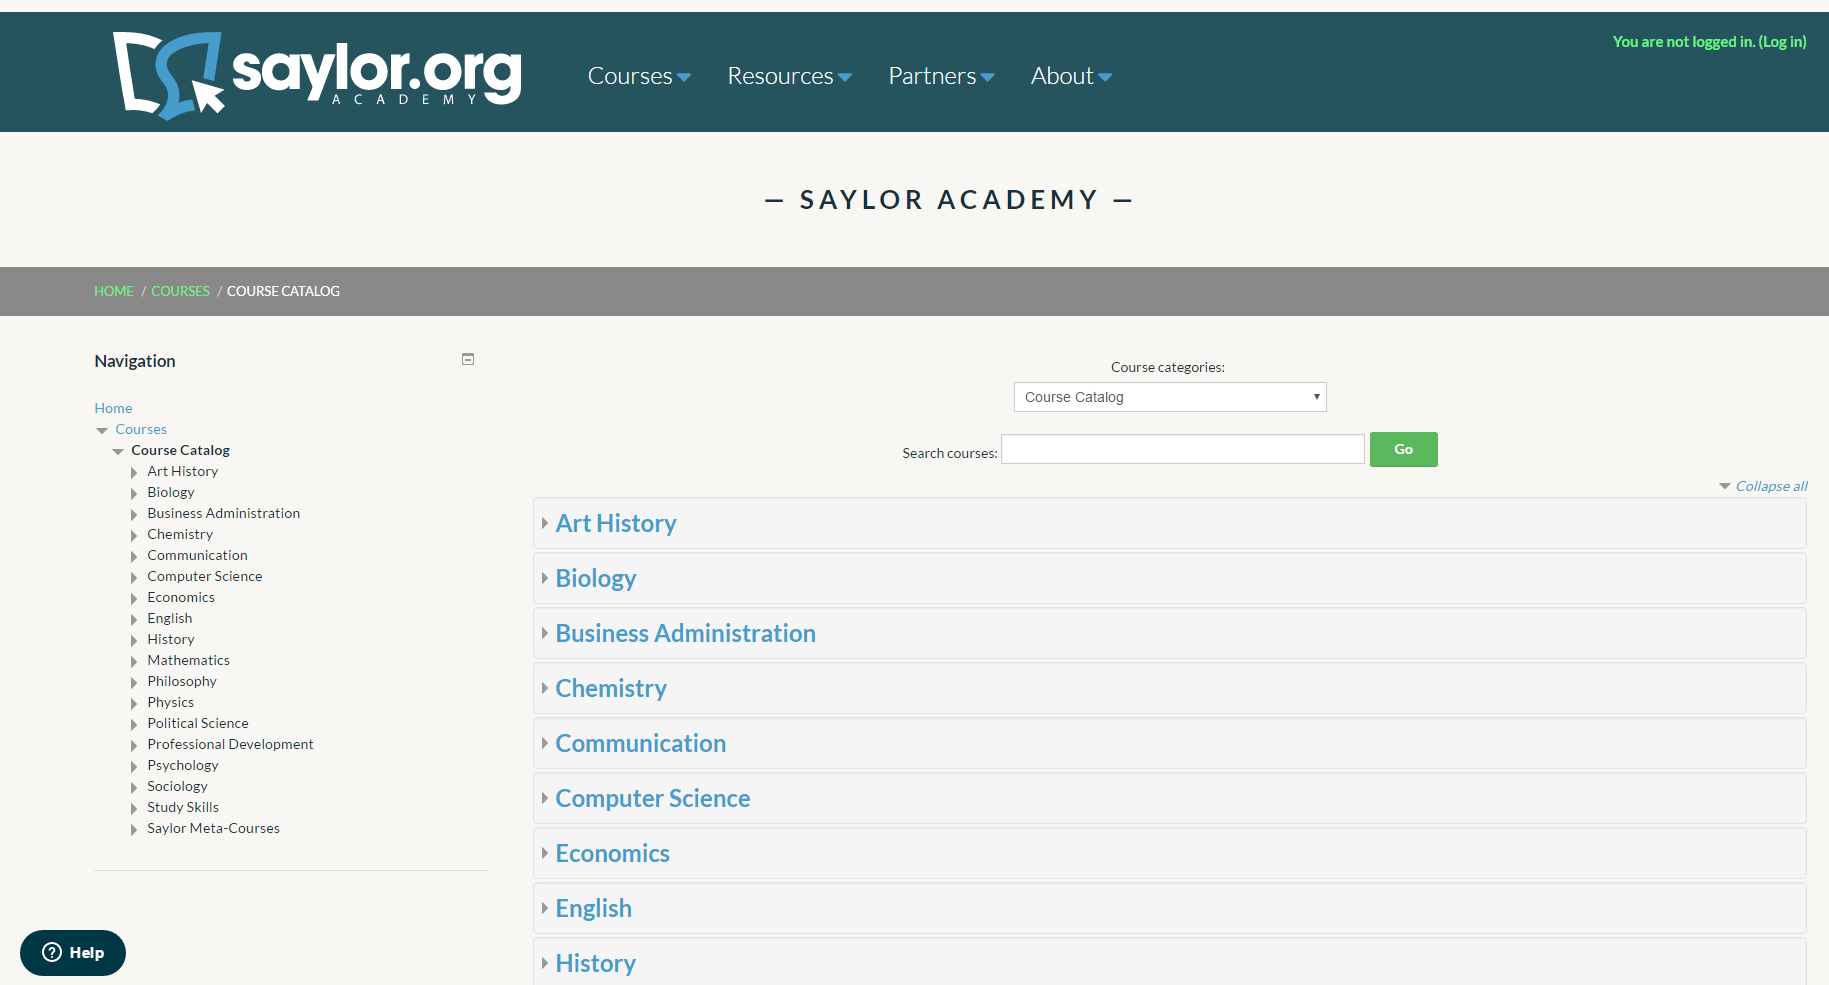 saylor.org
ACADEMY
Courses Resources Partners About
You are not logged in. (Log in)
— SAYLOR ACADEMY —
HOME / COURSES / COURSE CATALOG
Navigation
Home
Courses
Course Catalog
Art History
Biology
Business Administration
Chemistry
Communication
Computer Science
Economics
English
History
Mathematics
Philosophy
Physics
Political Science
Professional Development
Psychology
Sociology
Study Skills
Saylor Meta-Courses
Course categories:
Course Catalog
Search courses: Go
Collapse all
Art History
Biology
Business Administration
Chemistry
Communication
Computer Science
Economics
English
History
? Help